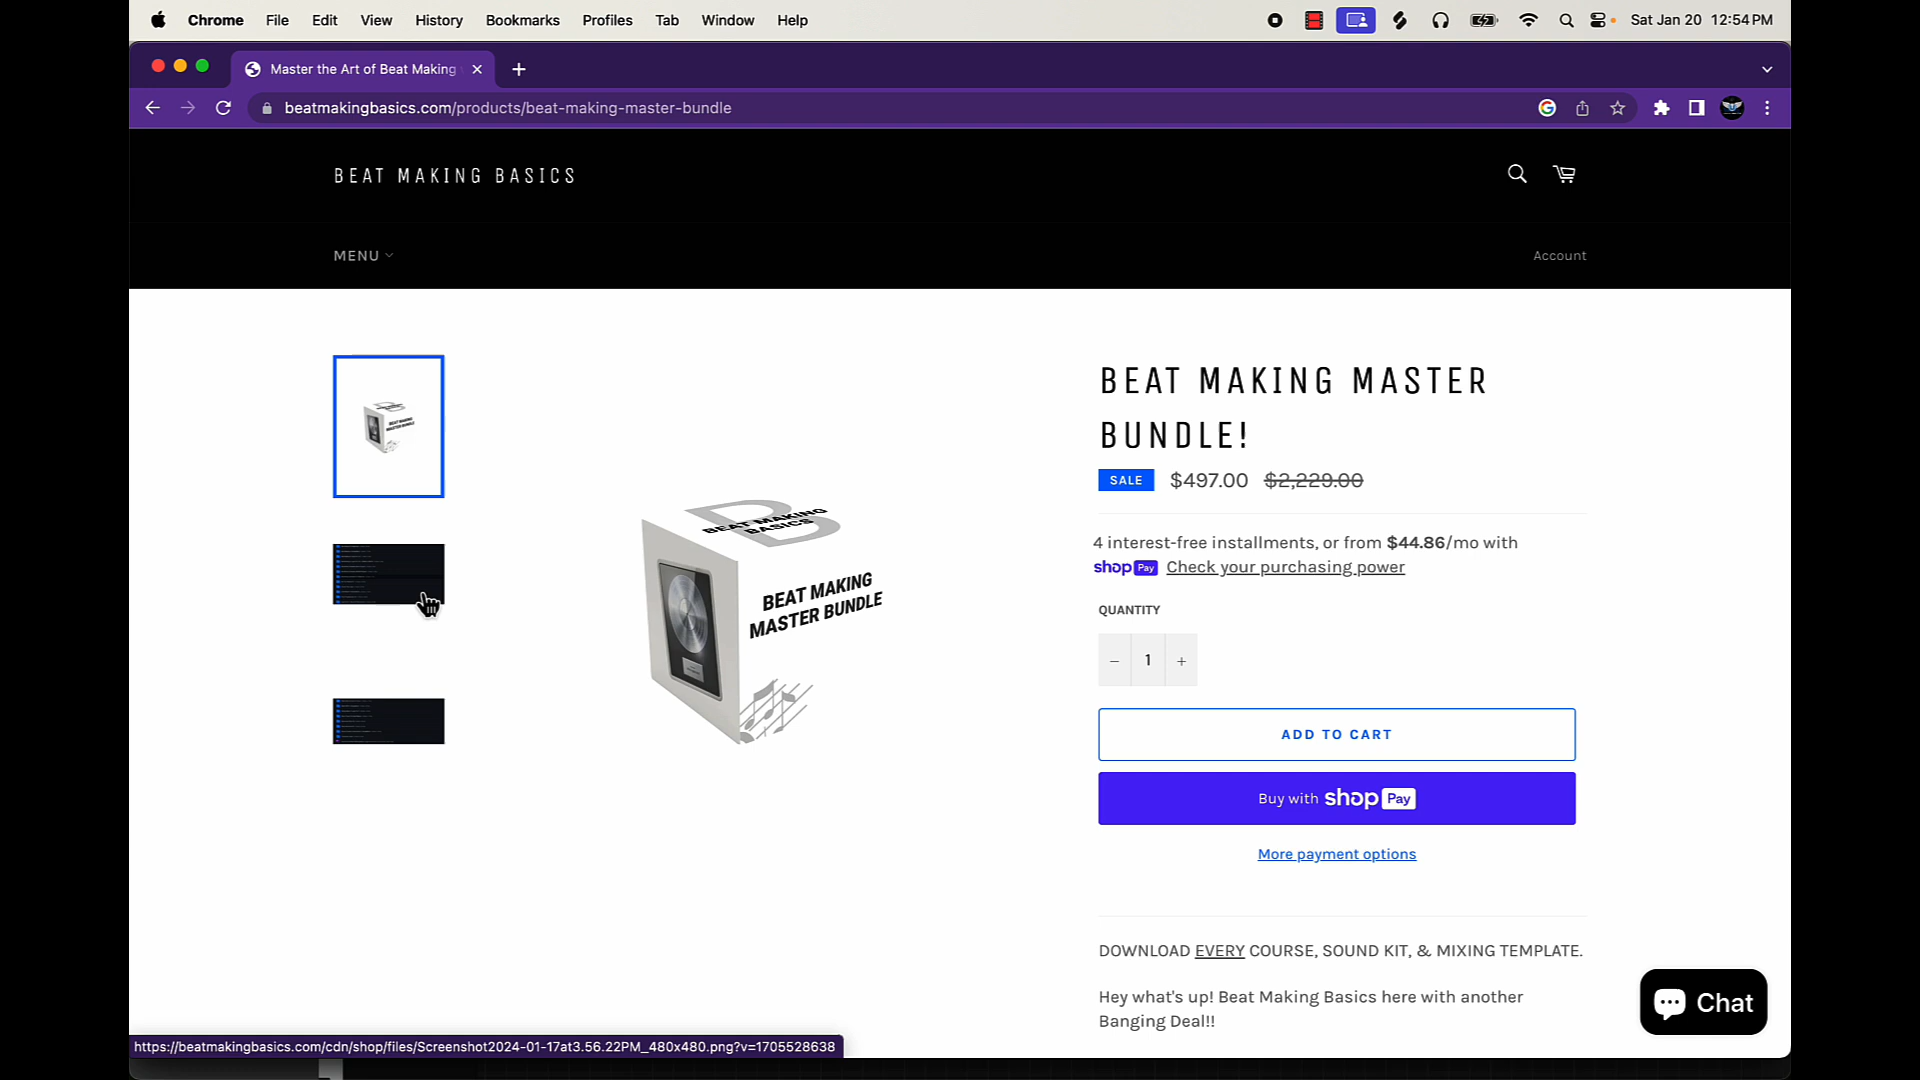 Chrome File Edit View History Bookmarks Profiles Tab Window Help Sat Jan 20 12:54 PM
Master the Art of Beat Making
beatmakingbasics.com/products/beat-making-master-bundle
BEAT MAKING BASICS
MENU
Account
BEAT MAKING MASTER
BUNDLE!
SALE $497.00 $2,229.00
4 interest-free installments, or from $44.86/mo with
shop Pay Check your purchasing power
QUANTITY
− 1 +
ADD TO CART
Buy with shop Pay
More payment options
DOWNLOAD EVERY COURSE, SOUND KIT, & MIXING TEMPLATE.
Hey what's up! Beat Making Basics here with another
Banging Deal!!
BEAT MAKING
BASICS
BEAT MAKING
MASTER BUNDLE
BEAT MAKING
MASTER BUNDLE
Chat
https://beatmakingbasics.com/cdn/shop/files/Screenshot2024-01-17at3.56.22PM_480x480.png?v=1705528638